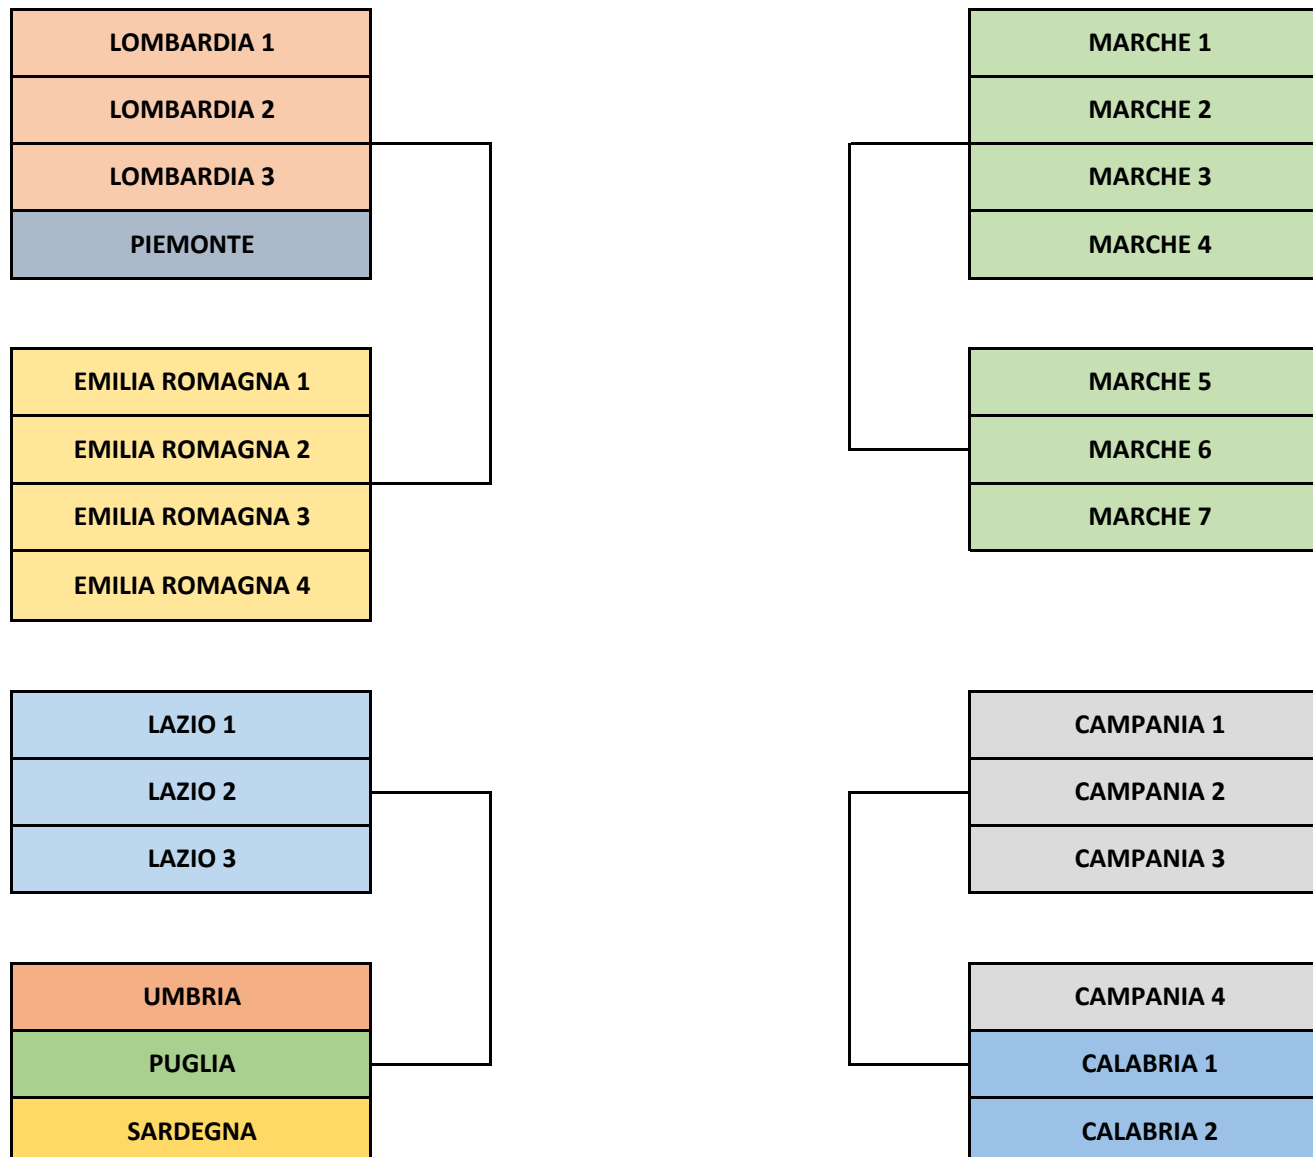 LOMBARDIA 1
LOMBARDIA 2
LOMBARDIA 3
PIEMONTE
EMILIA ROMAGNA 1
EMILIA ROMAGNA 2
EMILIA ROMAGNA 3
EMILIA ROMAGNA 4
MARCHE 1
MARCHE 2
MARCHE 3
MARCHE 4
MARCHE 5
MARCHE 6
MARCHE 7
LAZIO 1
LAZIO 2
LAZIO 3
UMBRIA
PUGLIA
SARDEGNA
CAMPANIA 1
CAMPANIA 2
CAMPANIA 3
CAMPANIA 4
CALABRIA 1
CALABRIA 2